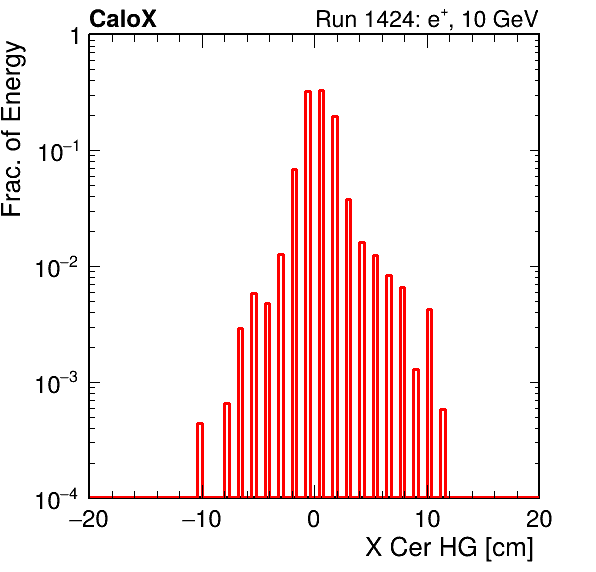 CaloX Run 1424: e⁺, 10 GeV
Frac. of Energy
1
10⁻¹
10⁻²
10⁻³
10⁻⁴
−20 −10 0 10 20
X Cer HG [cm]